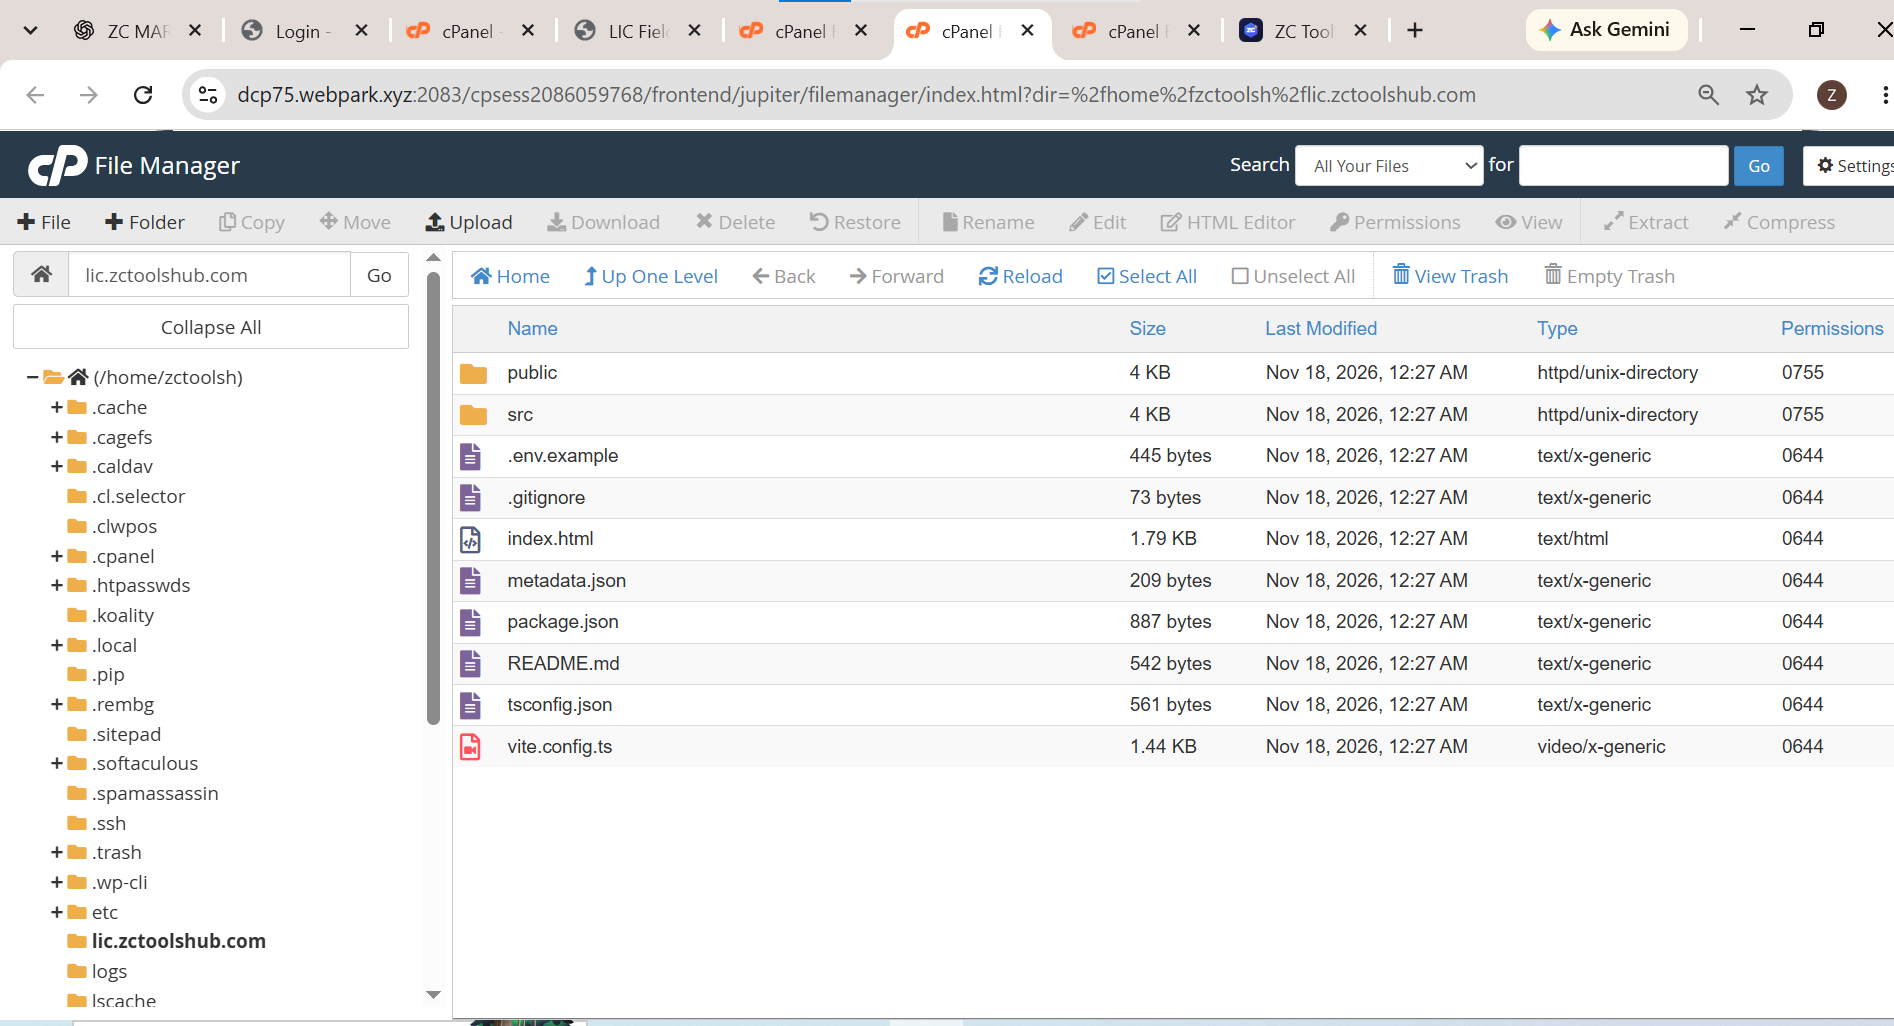 ZC MAR
Login -
cPanel -
LIC Fiel
cPanel F
cPanel F
cPanel F
ZC Tool
Ask Gemini
dcp75.webpark.xyz:2083/cpsess2086059768/frontend/jupiter/filemanager/index.html?dir=%2fhome%2fzctoolsh%2flic.zctoolshub.com
Z
cP File Manager
Search All Your Files for Go Settings
File Folder Copy Move Upload Download Delete Restore Rename Edit HTML Editor Permissions View Extract Compress
lic.zctoolshub.com Go
Collapse All
(/home/zctoolsh)
.cache
.cagefs
.caldav
.cl.selector
.clwpos
.cpanel
.htpasswds
.koality
.local
.pip
.rembg
.sitepad
.softaculous
.spamassassin
.ssh
.trash
.wp-cli
etc
lic.zctoolshub.com
logs
lscache
Home Up One Level Back Forward Reload Select All Unselect All View Trash Empty Trash
Name Size Last Modified Type Permissions
public 4 KB Nov 18, 2026, 12:27 AM httpd/unix-directory 0755
src 4 KB Nov 18, 2026, 12:27 AM httpd/unix-directory 0755
.env.example 445 bytes Nov 18, 2026, 12:27 AM text/x-generic 0644
.gitignore 73 bytes Nov 18, 2026, 12:27 AM text/x-generic 0644
index.html 1.79 KB Nov 18, 2026, 12:27 AM text/html 0644
metadata.json 209 bytes Nov 18, 2026, 12:27 AM text/x-generic 0644
package.json 887 bytes Nov 18, 2026, 12:27 AM text/x-generic 0644
README.md 542 bytes Nov 18, 2026, 12:27 AM text/x-generic 0644
tsconfig.json 561 bytes Nov 18, 2026, 12:27 AM text/x-generic 0644
vite.config.ts 1.44 KB Nov 18, 2026, 12:27 AM video/x-generic 0644